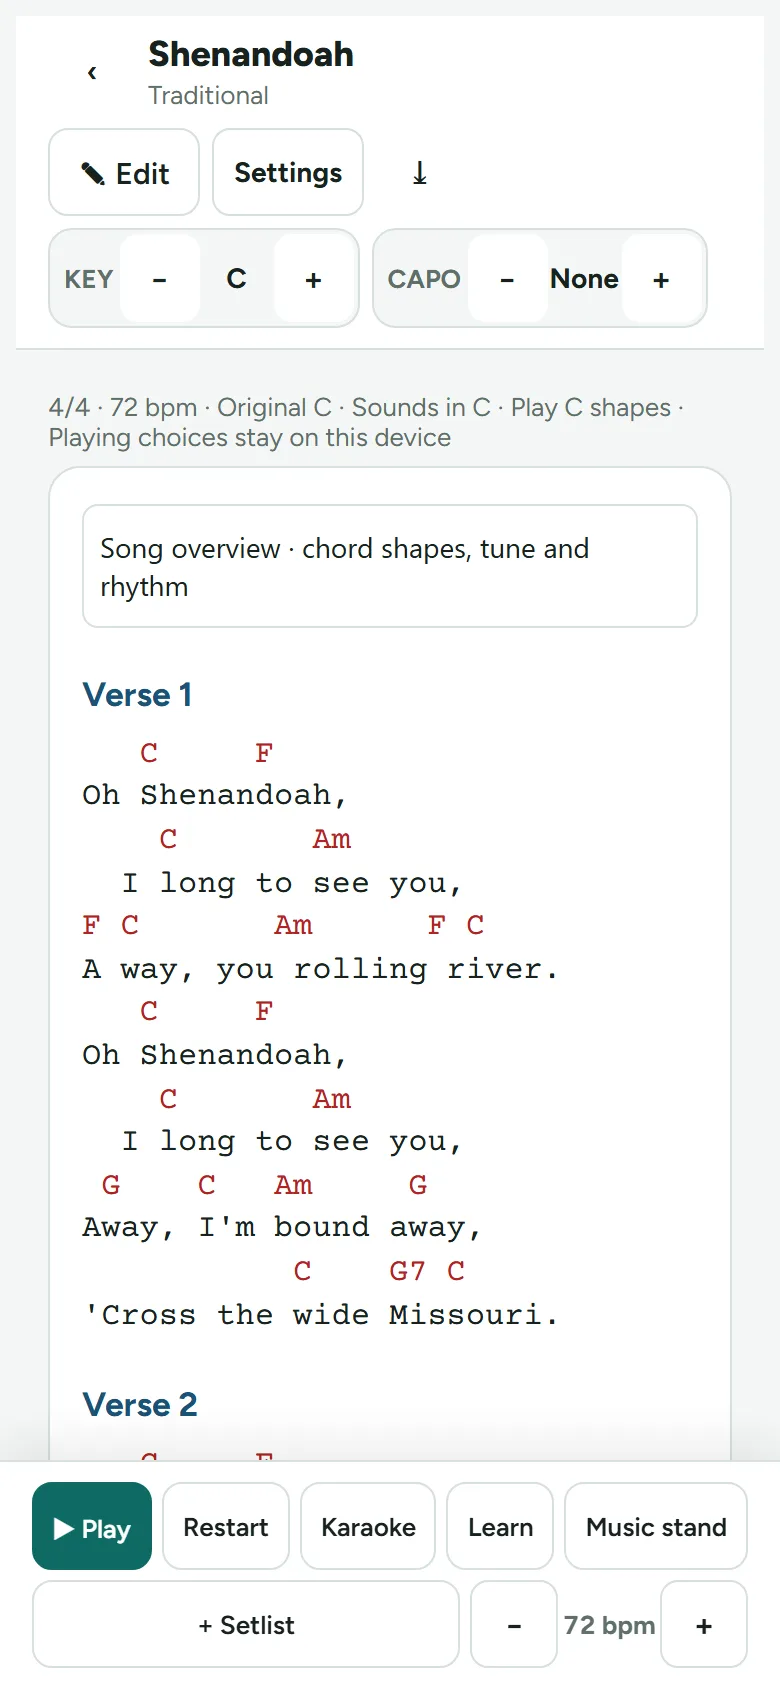 ‹
Shenandoah
Traditional
✏ Edit Settings ⤓
KEY − C + CAPO − None +
4/4 · 72 bpm · Original C · Sounds in C · Play C shapes ·
Playing choices stay on this device
Song overview · chord shapes, tune and
rhythm
Verse 1
C F
Oh Shenandoah,
C Am
I long to see you,
F C Am F C
A way, you rolling river.
C F
Oh Shenandoah,
C Am
I long to see you,
G C Am G
Away, I'm bound away,
C G7 C
'Cross the wide Missouri.
Verse 2
C F
▶ Play Restart Karaoke Learn Music stand
+ Setlist − 72 bpm +